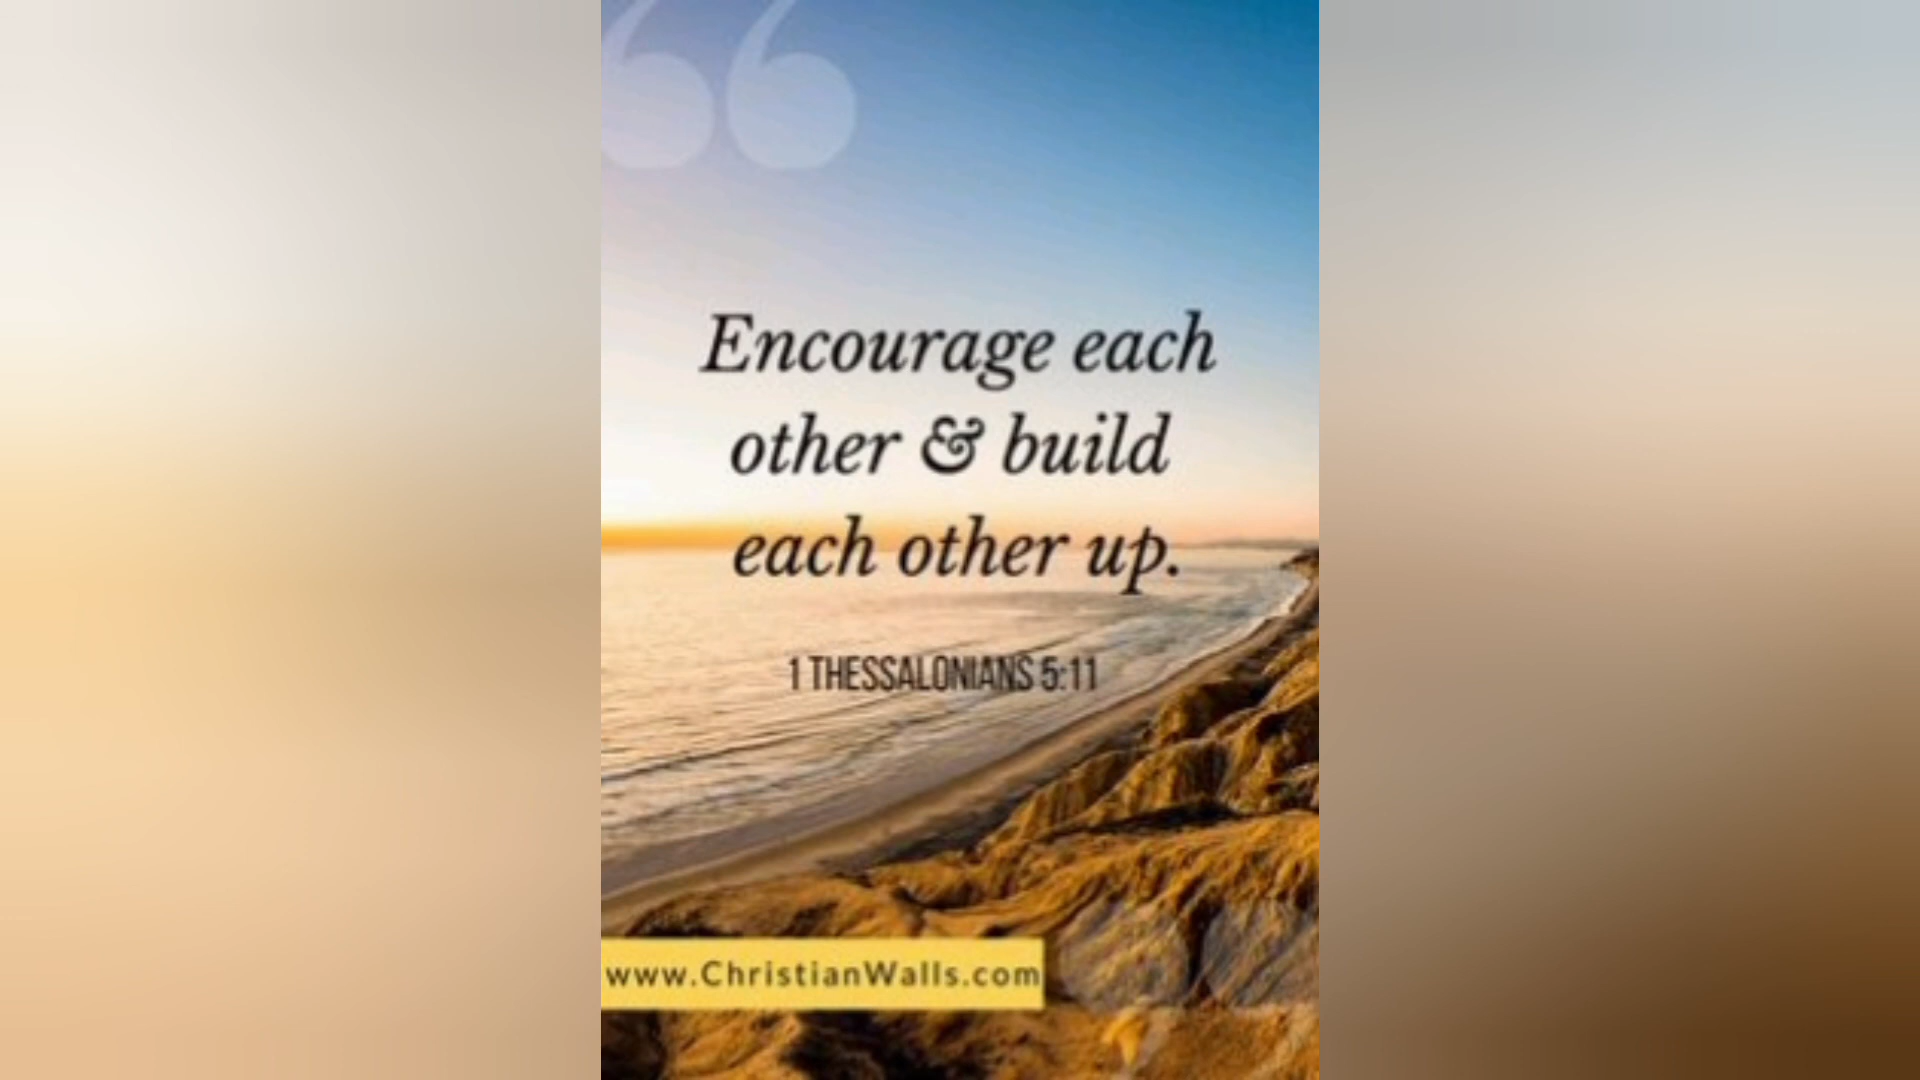 Encourage each
other & build
each other up.
1 THESSALONIANS 5:11
www.ChristianWalls.com